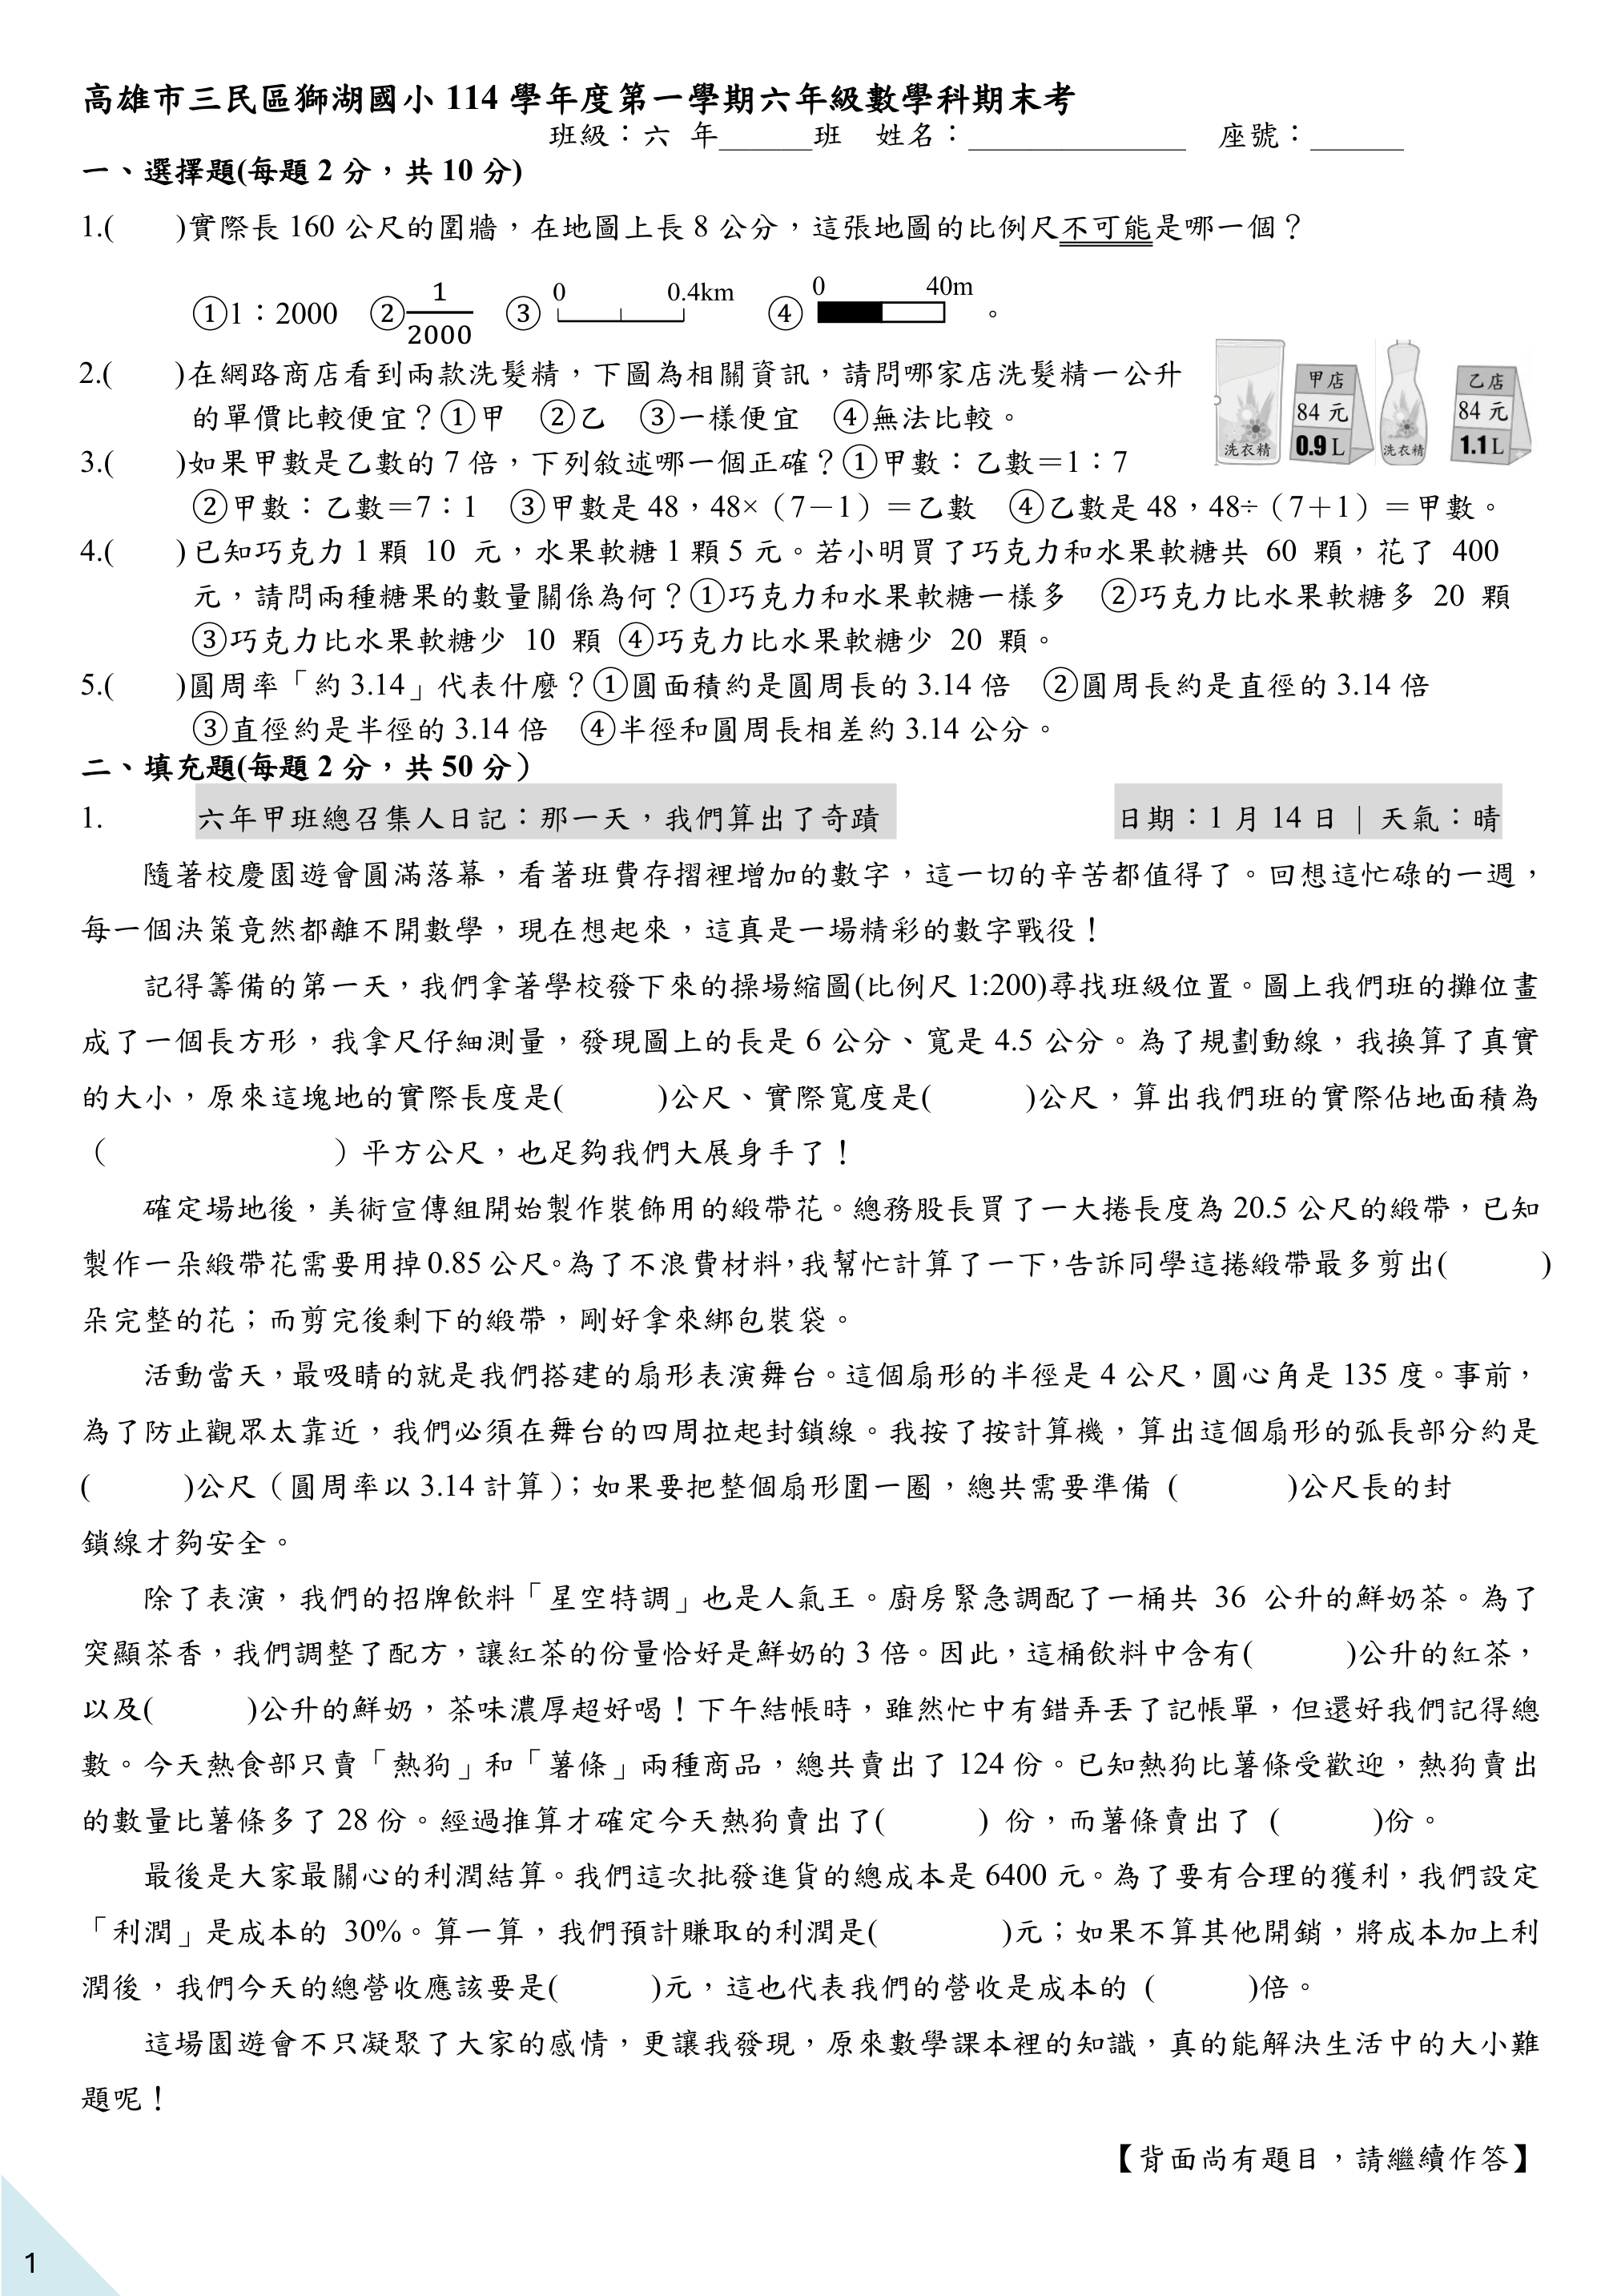 高雄市三民區獅湖國小 114 學年度第一學期六年級數學科期末考
班級：六 年______班 姓名：______________ 座號：______
一、選擇題(每題 2 分，共 10 分)
1.( )實際長 160 公尺的圍牆，在地圖上長 8 公分，這張地圖的比例尺不可能是哪一個？
①1：2000 ②1/2000 ③ 0 0.4km ④ 0 40m 。
2.( )在網路商店看到兩款洗髮精，下圖為相關資訊，請問哪家店洗髮精一公升
的單價比較便宜？①甲 ②乙 ③一樣便宜 ④無法比較。
洗衣精 甲店 84 元 0.9 L 洗衣精 乙店 84 元 1.1 L
3.( )如果甲數是乙數的 7 倍，下列敘述哪一個正確？①甲數：乙數＝1：7
②甲數：乙數＝7：1 ③甲數是 48，48×（7－1）＝乙數 ④乙數是 48，48÷（7＋1）＝甲數。
4.( )已知巧克力 1 顆 10 元，水果軟糖 1 顆 5 元。若小明買了巧克力和水果軟糖共 60 顆，花了 400
元，請問兩種糖果的數量關係為何？①巧克力和水果軟糖一樣多 ②巧克力比水果軟糖多 20 顆
③巧克力比水果軟糖少 10 顆 ④巧克力比水果軟糖少 20 顆。
5.( )圓周率「約 3.14」代表什麼？①圓面積約是圓周長的 3.14 倍 ②圓周長約是直徑的 3.14 倍
③直徑約是半徑的 3.14 倍 ④半徑和圓周長相差約 3.14 公分。
二、填充題(每題 2 分，共 50 分）
1. 六年甲班總召集人日記：那一天，我們算出了奇蹟 日期：1 月 14 日 | 天氣：晴
隨著校慶園遊會圓滿落幕，看著班費存摺裡增加的數字，這一切的辛苦都值得了。回想這忙碌的一週，
每一個決策竟然都離不開數學，現在想起來，這真是一場精彩的數字戰役！
記得籌備的第一天，我們拿著學校發下來的操場縮圖(比例尺 1:200)尋找班級位置。圖上我們班的攤位畫
成了一個長方形，我拿尺仔細測量，發現圖上的長是 6 公分、寬是 4.5 公分。為了規劃動線，我換算了真實
的大小，原來這塊地的實際長度是( )公尺、實際寬度是( )公尺，算出我們班的實際佔地面積為
（ ）平方公尺，也足夠我們大展身手了！
確定場地後，美術宣傳組開始製作裝飾用的緞帶花。總務股長買了一大捲長度為 20.5 公尺的緞帶，已知
製作一朵緞帶花需要用掉 0.85 公尺。為了不浪費材料，我幫忙計算了一下，告訴同學這捲緞帶最多剪出( )
朵完整的花；而剪完後剩下的緞帶，剛好拿來綁包裝袋。
活動當天，最吸睛的就是我們搭建的扇形表演舞台。這個扇形的半徑是 4 公尺，圓心角是 135 度。事前，
為了防止觀眾太靠近，我們必須在舞台的四周拉起封鎖線。我按了按計算機，算出這個扇形的弧長部分約是
( )公尺（圓周率以 3.14 計算）；如果要把整個扇形圍一圈，總共需要準備 ( )公尺長的封
鎖線才夠安全。
除了表演，我們的招牌飲料「星空特調」也是人氣王。廚房緊急調配了一桶共 36 公升的鮮奶茶。為了
突顯茶香，我們調整了配方，讓紅茶的份量恰好是鮮奶的 3 倍。因此，這桶飲料中含有( )公升的紅茶，
以及( )公升的鮮奶，茶味濃厚超好喝！下午結帳時，雖然忙中有錯弄丟了記帳單，但還好我們記得總
數。今天熱食部只賣「熱狗」和「薯條」兩種商品，總共賣出了 124 份。已知熱狗比薯條受歡迎，熱狗賣出
的數量比薯條多了 28 份。經過推算才確定今天熱狗賣出了( ) 份，而薯條賣出了 ( )份。
最後是大家最關心的利潤結算。我們這次批發進貨的總成本是 6400 元。為了要有合理的獲利，我們設定
「利潤」是成本的 30%。算一算，我們預計賺取的利潤是( )元；如果不算其他開銷，將成本加上利
潤後，我們今天的總營收應該要是( )元，這也代表我們的營收是成本的 ( )倍。
這場園遊會不只凝聚了大家的感情，更讓我發現，原來數學課本裡的知識，真的能解決生活中的大小難
題呢！
【背面尚有題目，請繼續作答】
1